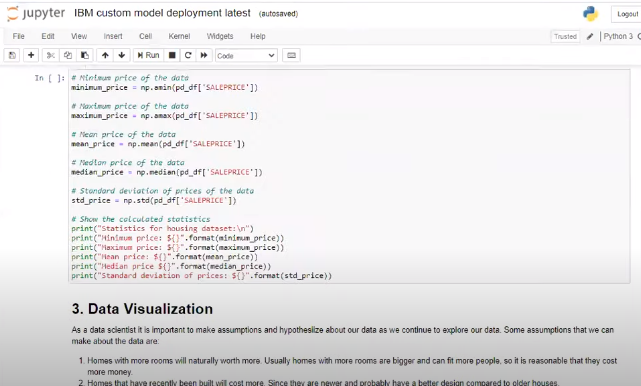 jupyter IBM custom model deployment latest (autosaved)
Logout
File Edit View Insert Cell Kernel Widgets Help
Trusted Python 3
Run Code
In [ ]: # Minimum price of the data
minimum_price = np.amin(pd_df['SALEPRICE'])
# Maximum price of the data
maximum_price = np.amax(pd_df['SALEPRICE'])
# Mean price of the data
mean_price = np.mean(pd_df['SALEPRICE'])
# Median price of the data
median_price = np.median(pd_df['SALEPRICE'])
# Standard deviation of prices of the data
std_price = np.std(pd_df['SALEPRICE'])
# Show the calculated statistics
print("Statistics for housing dataset:\n")
print("Minimum price: ${}".format(minimum_price))
print("Maximum price: ${}".format(maximum_price))
print("Mean price: ${}".format(mean_price))
print("Median price ${}".format(median_price))
print("Standard deviation of prices: ${}".format(std_price))
3. Data Visualization
As a data scientist it is important to make assumptions and hypothesize about our data as we continue to explore our data. Some assumptions that we can
make about the data are:
1. Homes with more rooms will naturally worth more. Usually homes with more rooms are bigger and can fit more people, so it is reasonable that they cost
more money.
2. Homes that have recently been built will cost more. Since they are newer and probably have a better design compared to older houses.